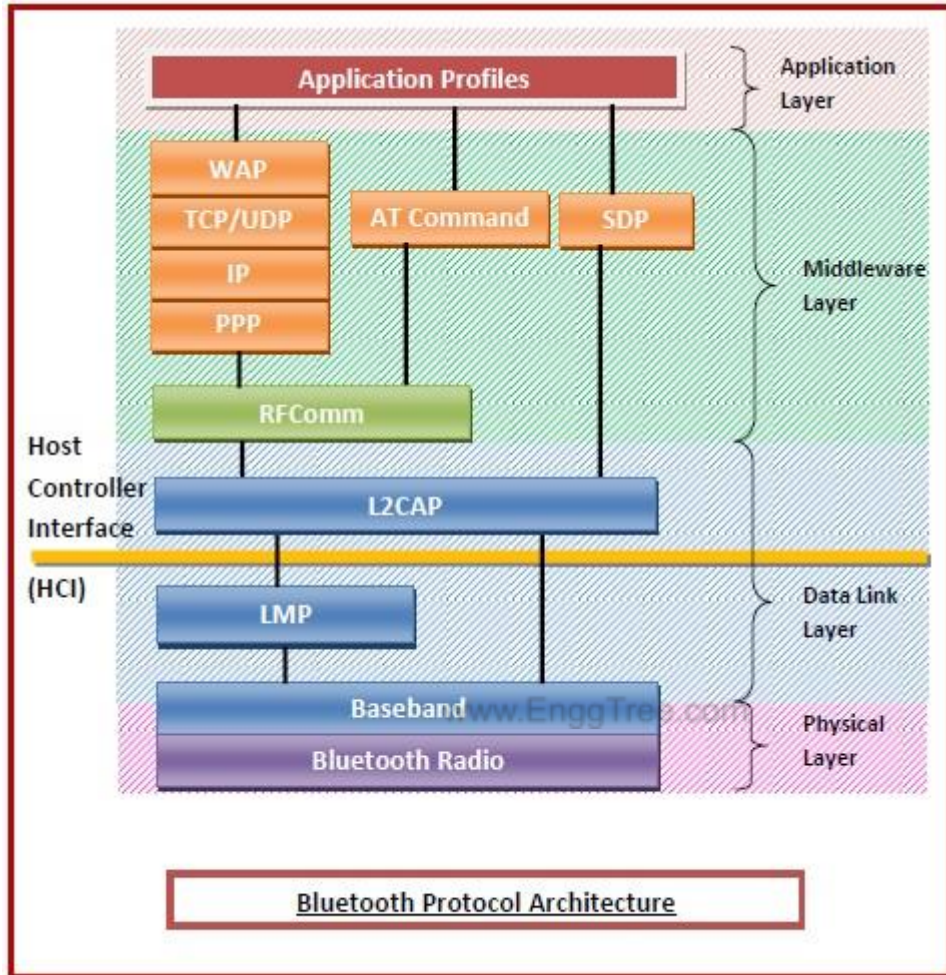 Application Profiles
Application
Layer
WAP
TCP/UDP
IP
PPP
AT Command
SDP
Middleware
Layer
RFComm
Host
Controller
Interface
(HCI)
L2CAP
LMP
Data Link
Layer
Baseband
www.EnggTree.com
Bluetooth Radio
Physical
Layer
Bluetooth Protocol Architecture